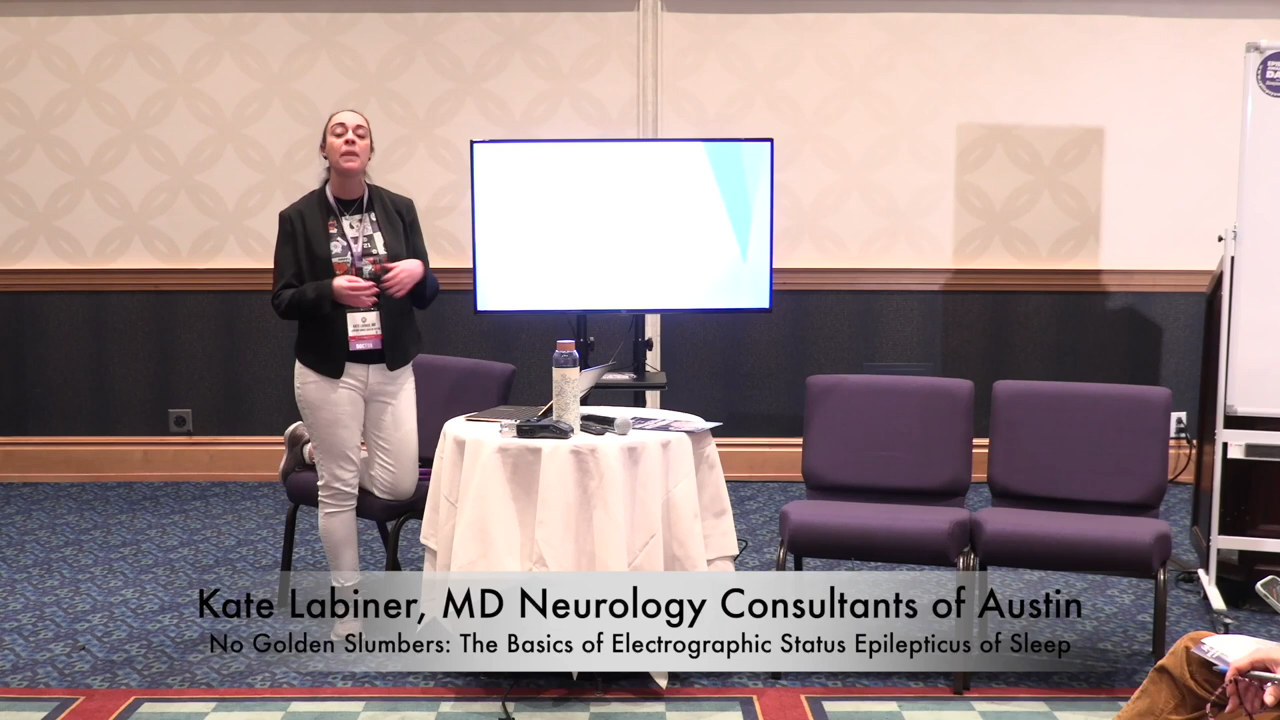 Kate Labiner, MD Neurology Consultants of Austin
No Golden Slumbers: The Basics of Electrographic Status Epilepticus of Sleep